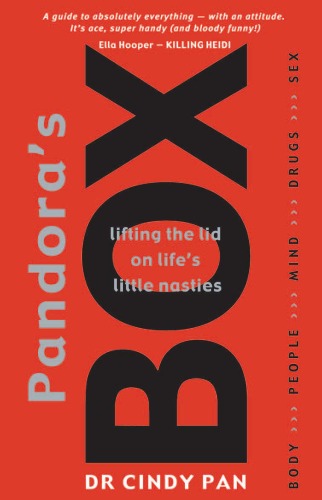 A guide to absolutely everything — with an attitude.
It's ace, super handy (and bloody funny!)
Ella Hooper — KILLING HEIDI
Pandora's
BOX
lifting the lid
on life's
little nasties
BODY >>> PEOPLE >>> MIND >>> DRUGS >>> SEX
DR CINDY PAN